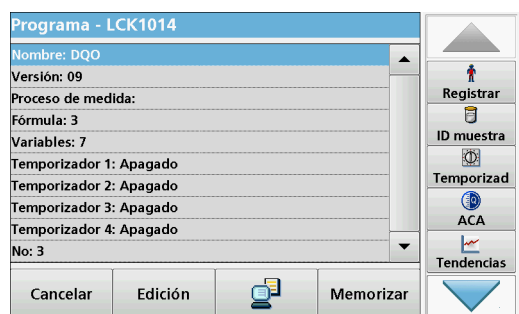 Programa - LCK1014
Nombre: DQO
Versión: 09
Proceso de medida:
Fórmula: 3
Variables: 7
Temporizador 1: Apagado
Temporizador 2: Apagado
Temporizador 3: Apagado
Temporizador 4: Apagado
No: 3
Cancelar
Edición
Memorizar
Registrar
ID muestra
Temporizad
ACA
Tendencias